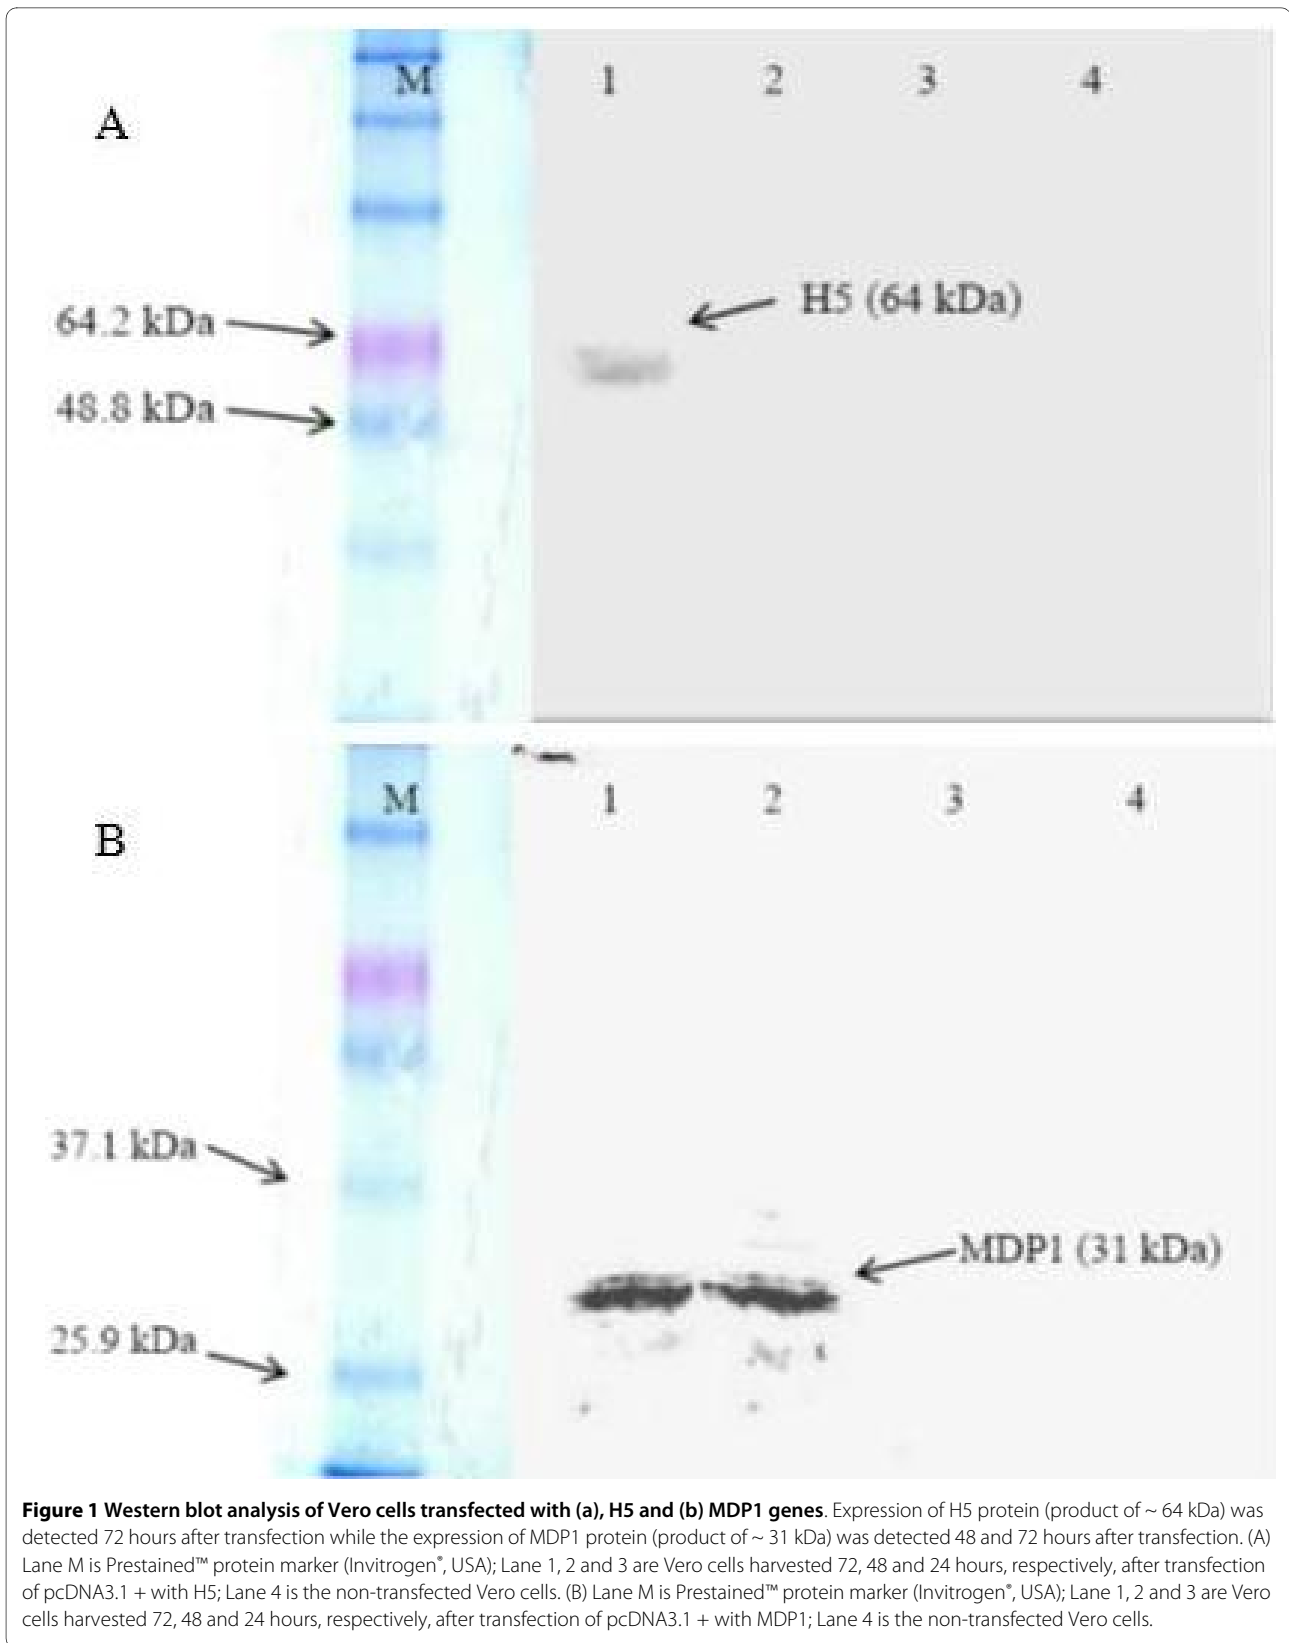 M 1 2 3 4
A
H5 (64 kDa)
64.2 kDa
48.8 kDa
M 1 2 3 4
B
37.1 kDa
MDP1 (31 kDa)
25.9 kDa
Figure 1 Western blot analysis of Vero cells transfected with (a), H5 and (b) MDP1 genes. Expression of H5 protein (product of ~ 64 kDa) was
detected 72 hours after transfection while the expression of MDP1 protein (product of ~ 31 kDa) was detected 48 and 72 hours after transfection. (A)
Lane M is Prestained™ protein marker (Invitrogen®, USA); Lane 1, 2 and 3 are Vero cells harvested 72, 48 and 24 hours, respectively, after transfection
of pcDNA3.1 + with H5; Lane 4 is the non-transfected Vero cells. (B) Lane M is Prestained™ protein marker (Invitrogen®, USA); Lane 1, 2 and 3 are Vero
cells harvested 72, 48 and 24 hours, respectively, after transfection of pcDNA3.1 + with MDP1; Lane 4 is the non-transfected Vero cells.